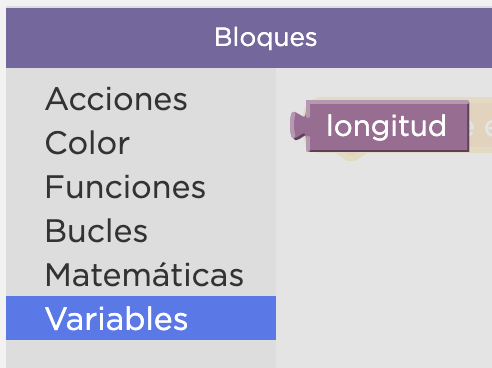 Bloques
Acciones
longitud
Color
Funciones
Bucles
Matemáticas
Variables